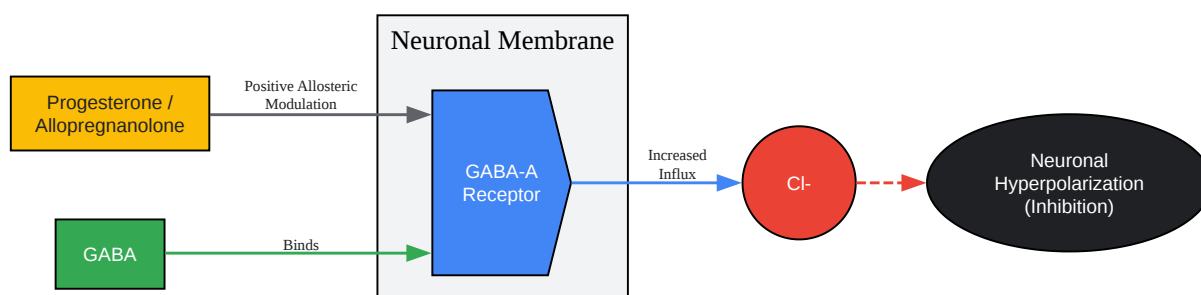 Neuronal Membrane
Progesterone /
Allopregnanolone
Positive Allosteric
Modulation
GABA-A
Receptor
Increased
Influx
Cl-
Neuronal
Hyperpolarization
(Inhibition)
GABA
Binds